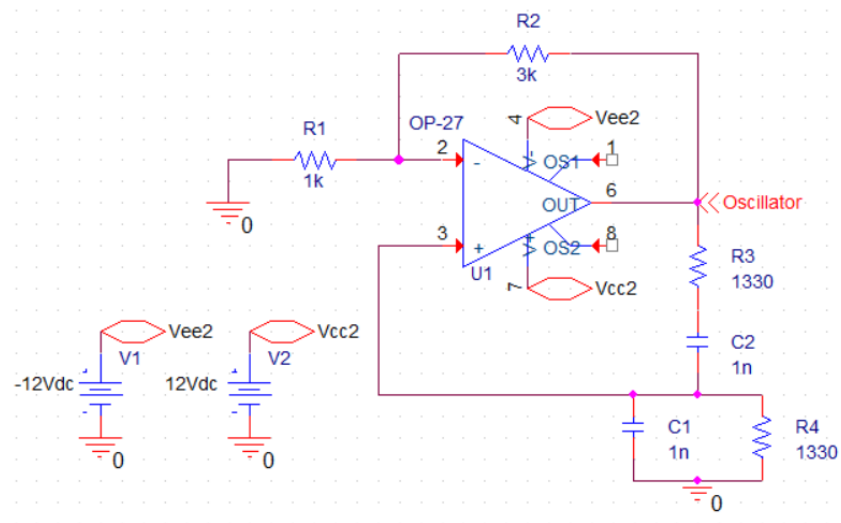 R2
3k
OP-27
4
Vee2
R1
2
-
V-
OS1
1
1k
OUT
6
Oscillator
0
3
+
V+
OS2
8
R3
1330
U1
7
Vcc2
Vee2
Vcc2
V1
V2
C2
1n
-12Vdc
12Vdc
+
-
+
-
C1
1n
R4
1330
0
0
0